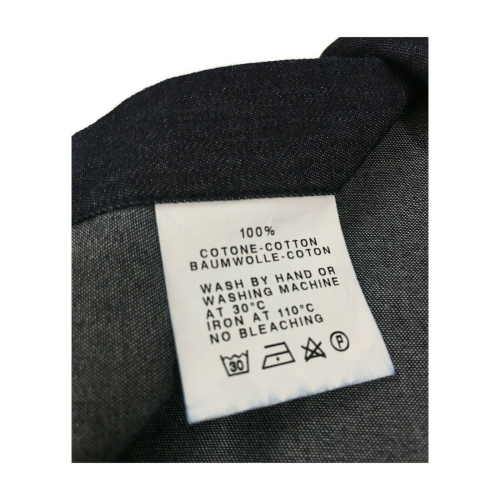 100%
COTONE-COTTON
BAUMWOLLE-COTON
WASH BY HAND OR
WASHING MACHINE
AT 30°C
IRON AT 110°C
NO BLEACHING
30 P